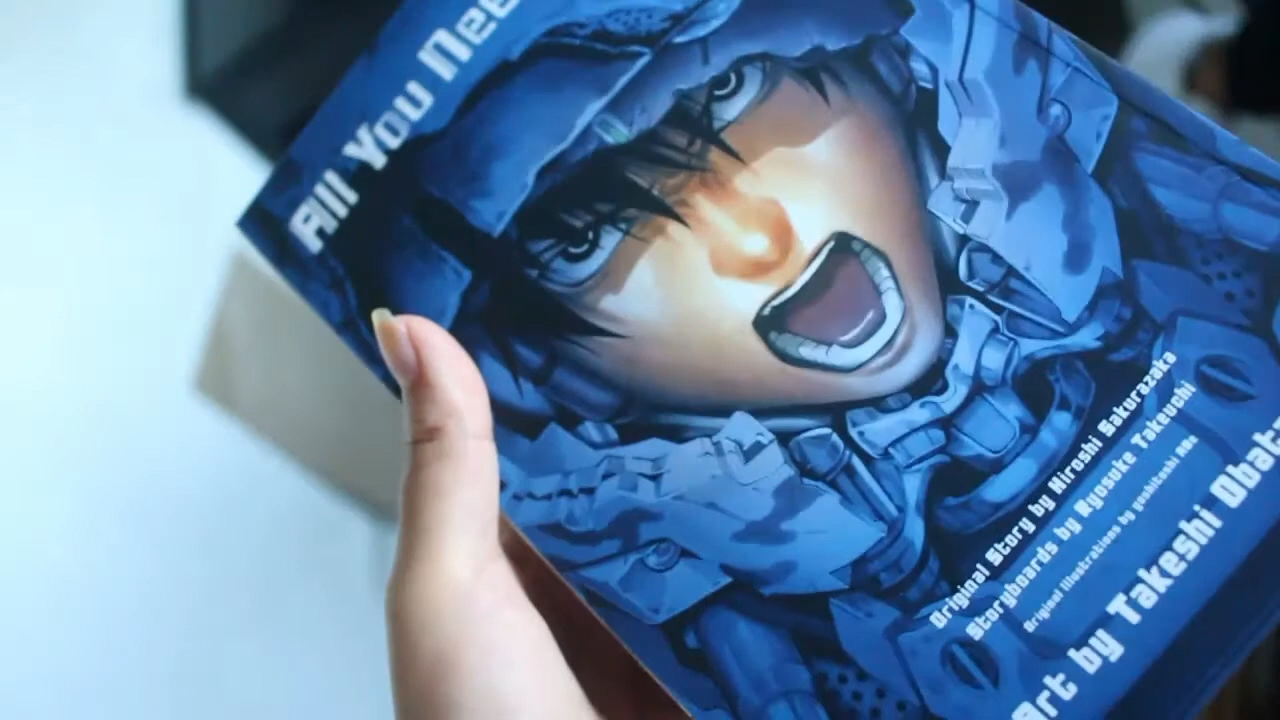 All You Nee
Original Story by Hiroshi Sakurazaka
Storyboards by Ryosuke Takeuchi
Original Illustrations by yoshitoshi ABe
Art by Takeshi Obat